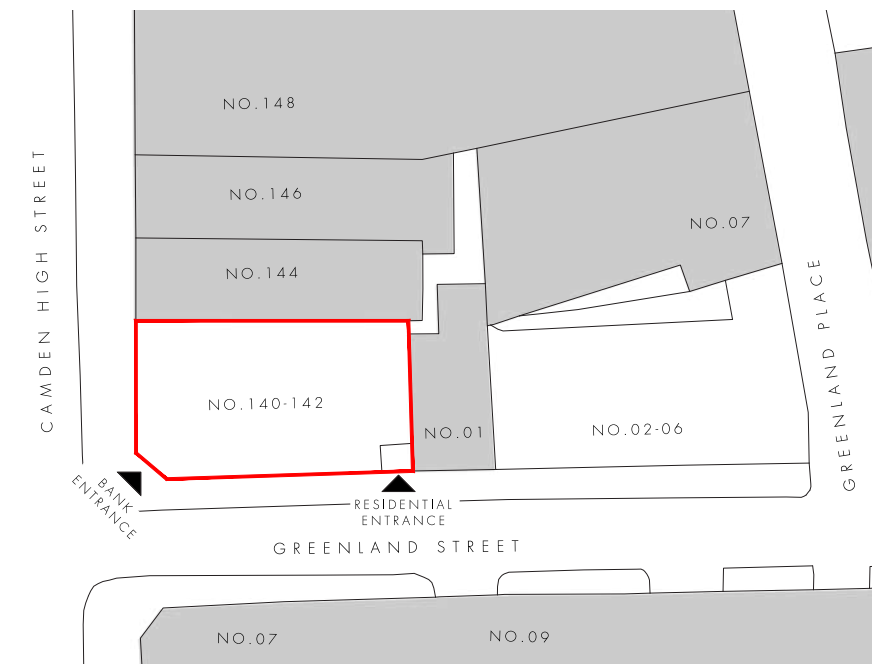 NO.148
NO.146
CAMDEN HIGH STREET
NO.07
NO.144
GREENLAND PLACE
NO.140-142
NO.01
NO.02-06
BANK
ENTRANCE
RESIDENTIAL
ENTRANCE
GREENLAND STREET
NO.07
NO.09